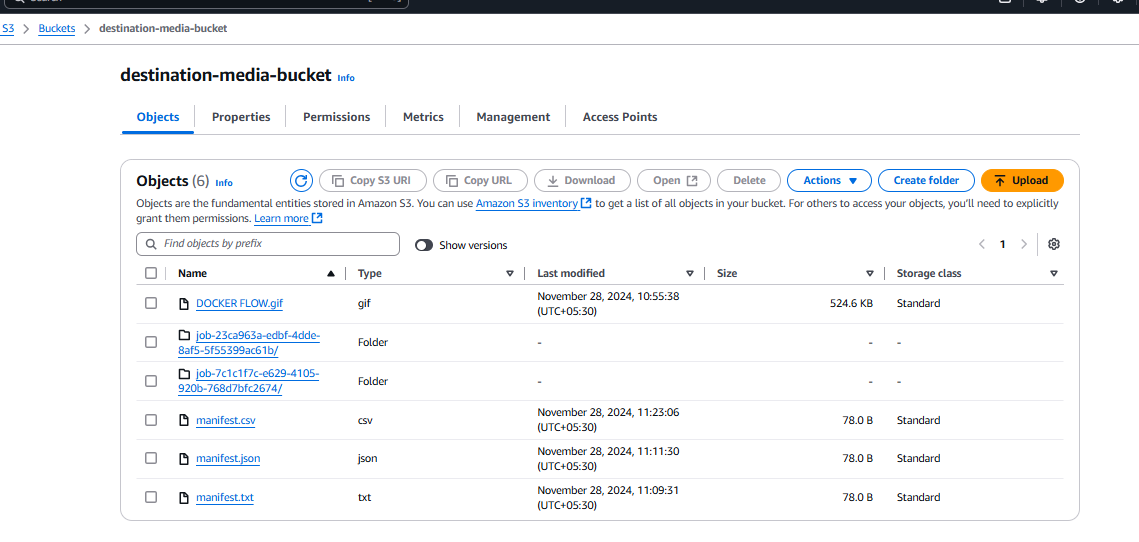 S3 > Buckets > destination-media-bucket
destination-media-bucket Info
Objects Properties Permissions Metrics Management Access Points
Objects (6) Info Copy S3 URI Copy URL Download Open Delete Actions Create folder Upload
Objects are the fundamental entities stored in Amazon S3. You can use Amazon S3 inventory to get a list of all objects in your bucket. For others to access your objects, you'll need to explicitly
grant them permissions. Learn more
Find objects by prefix Show versions 1
Name Type Last modified Size Storage class
DOCKER FLOW.gif gif November 28, 2024, 10:55:38 (UTC+05:30) 524.6 KB Standard
job-23ca963a-edbf-4dde-
8af5-5f55399ac61b/ Folder - - -
job-7c1c1f7c-e629-4105-
920b-768d7bfc2674/ Folder - - -
manifest.csv csv November 28, 2024, 11:23:06 (UTC+05:30) 78.0 B Standard
manifest.json json November 28, 2024, 11:11:30 (UTC+05:30) 78.0 B Standard
manifest.txt txt November 28, 2024, 11:09:31 (UTC+05:30) 78.0 B Standard